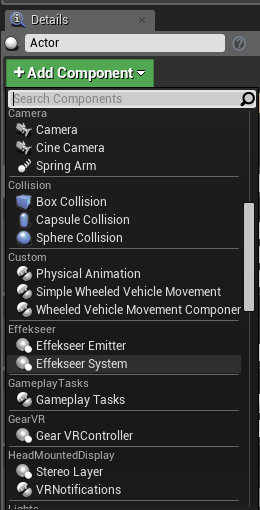 Details
Actor
+ Add Component
Search Components
Camera
Camera
Cine Camera
Spring Arm
Collision
Box Collision
Capsule Collision
Sphere Collision
Custom
Physical Animation
Simple Wheeled Vehicle Movement
Wheeled Vehicle Movement Componer
Effekseer
Effekseer Emitter
Effekseer System
GameplayTasks
Gameplay Tasks
GearVR
Gear VRController
HeadMountedDisplay
Stereo Layer
VRNotifications
Lights